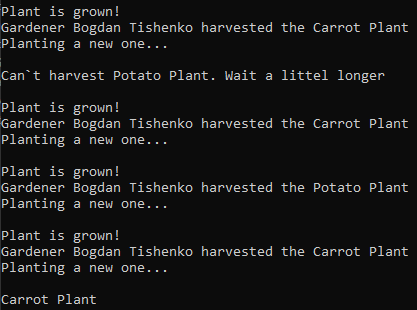 Plant is grown!
Gardener Bogdan Tishenko harvested the Carrot Plant
Planting a new one...
Can`t harvest Potato Plant. Wait a littel longer
Plant is grown!
Gardener Bogdan Tishenko harvested the Carrot Plant
Planting a new one...
Plant is grown!
Gardener Bogdan Tishenko harvested the Potato Plant
Planting a new one...
Plant is grown!
Gardener Bogdan Tishenko harvested the Carrot Plant
Planting a new one...
Carrot Plant